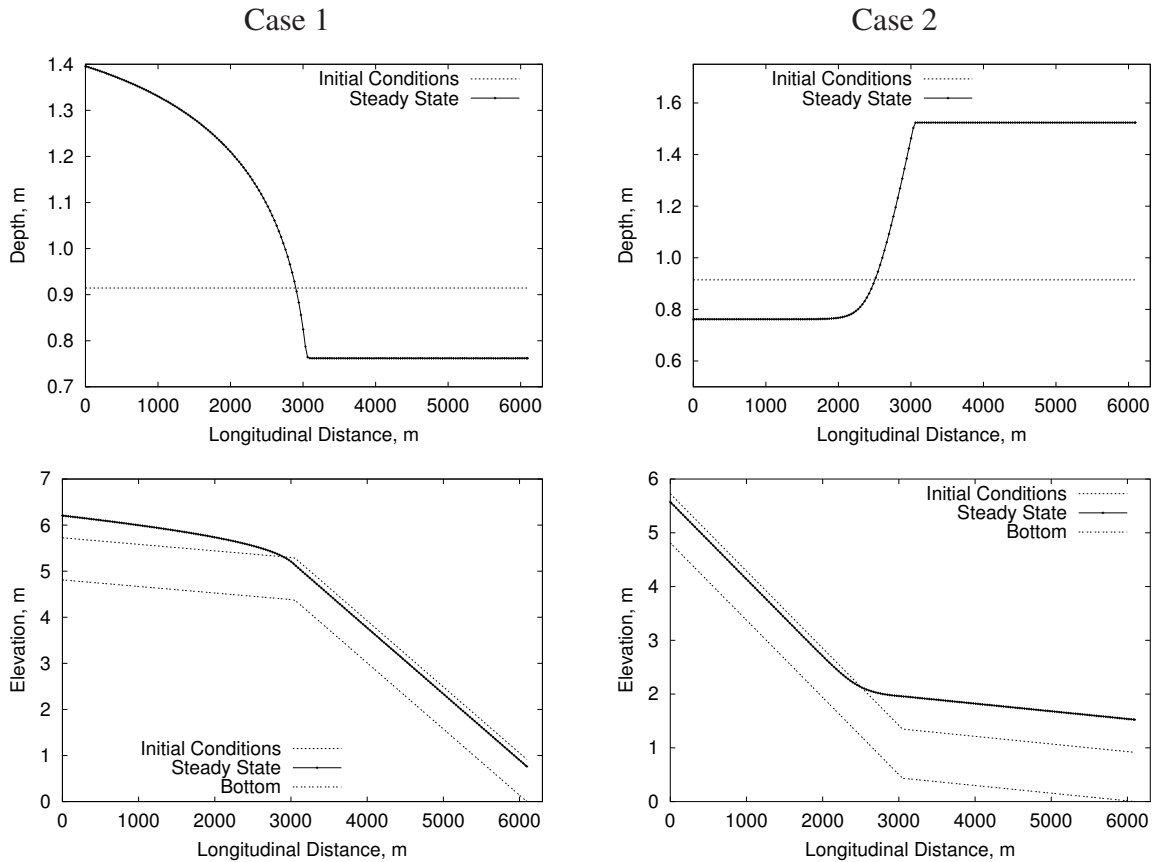 Case 1
Case 2
1.4
1.3
1.2
1.1
1.0
0.9
0.8
0.7
0 1000 2000 3000 4000 5000 6000
Depth, m
Longitudinal Distance, m
Initial Conditions
Steady State
1.6
1.4
1.2
1.0
0.8
0.6
0 1000 2000 3000 4000 5000 6000
Depth, m
Longitudinal Distance, m
Initial Conditions
Steady State
7
6
5
4
3
2
1
0
0 1000 2000 3000 4000 5000 6000
Elevation, m
Longitudinal Distance, m
Initial Conditions
Steady State
Bottom
6
5
4
3
2
1
0
0 1000 2000 3000 4000 5000 6000
Elevation, m
Longitudinal Distance, m
Initial Conditions
Steady State
Bottom